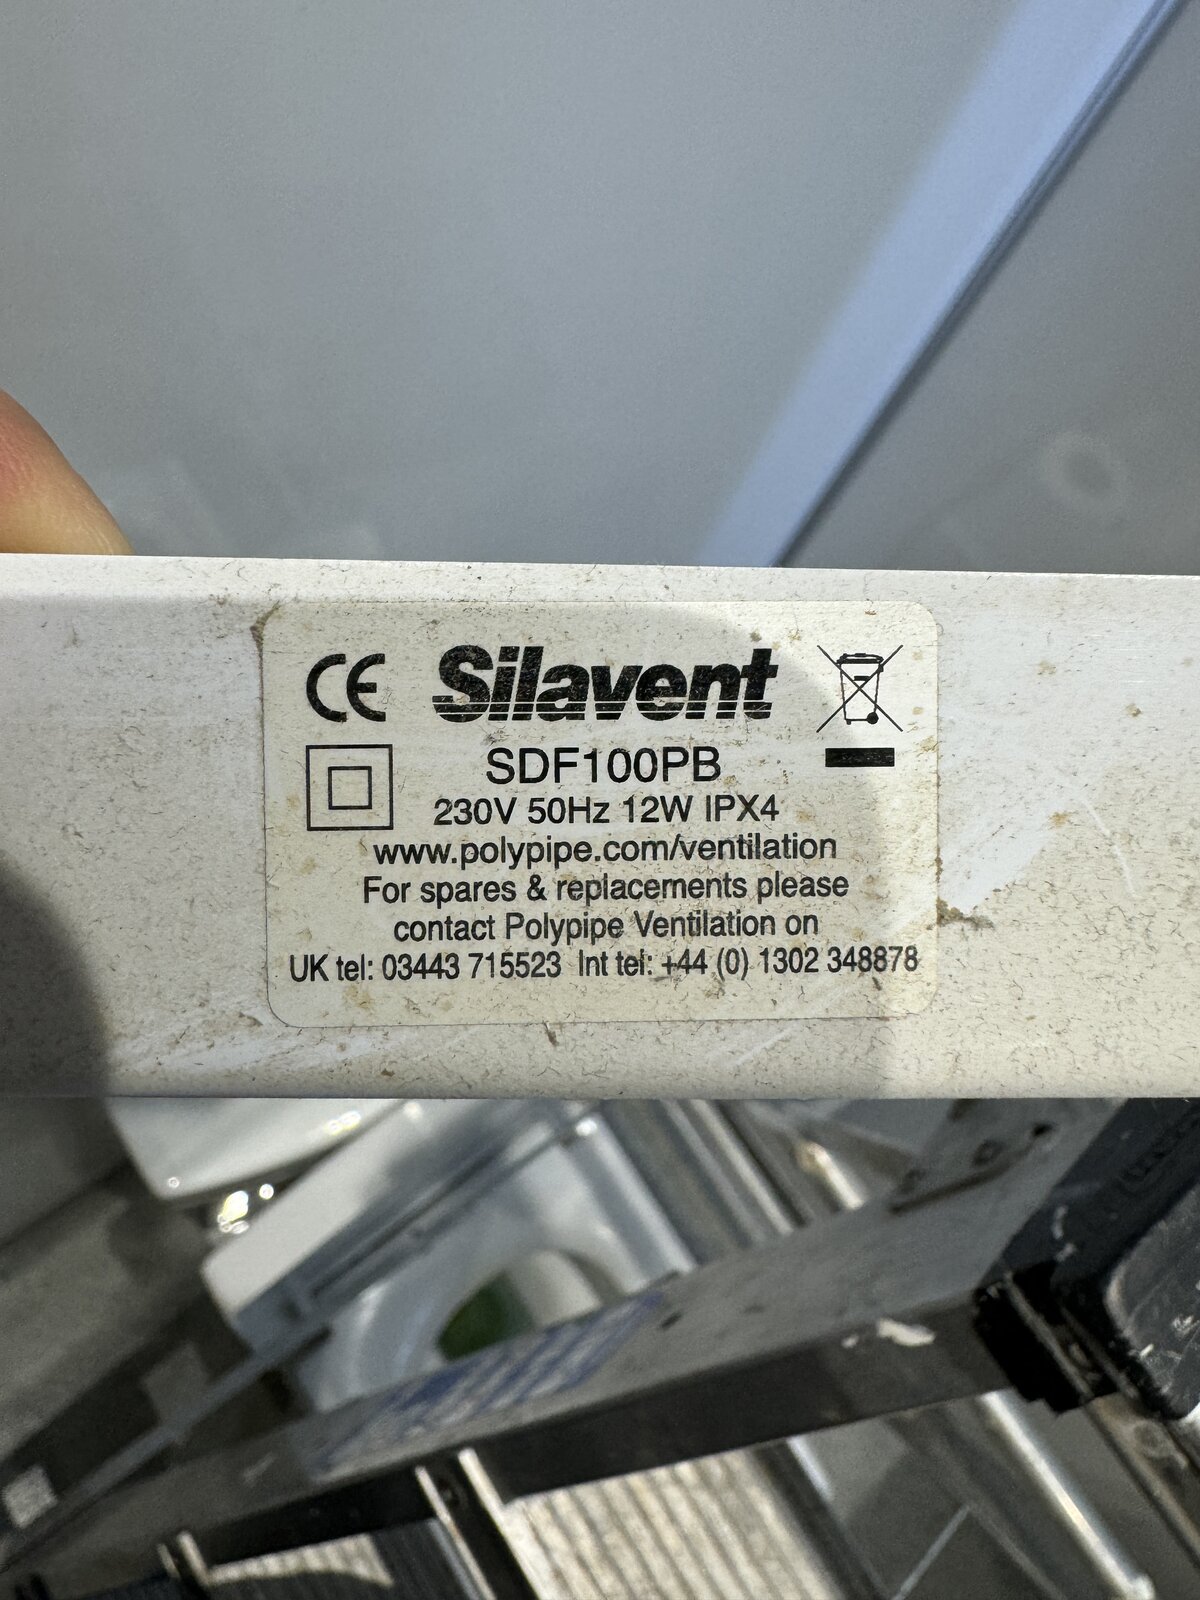 CE Silavent
SDF100PB
230V 50Hz 12W IPX4
www.polypipe.com/ventilation
For spares & replacements please
contact Polypipe Ventilation on
UK tel: 03443 715523 Int tel: +44 (0) 1302 348878